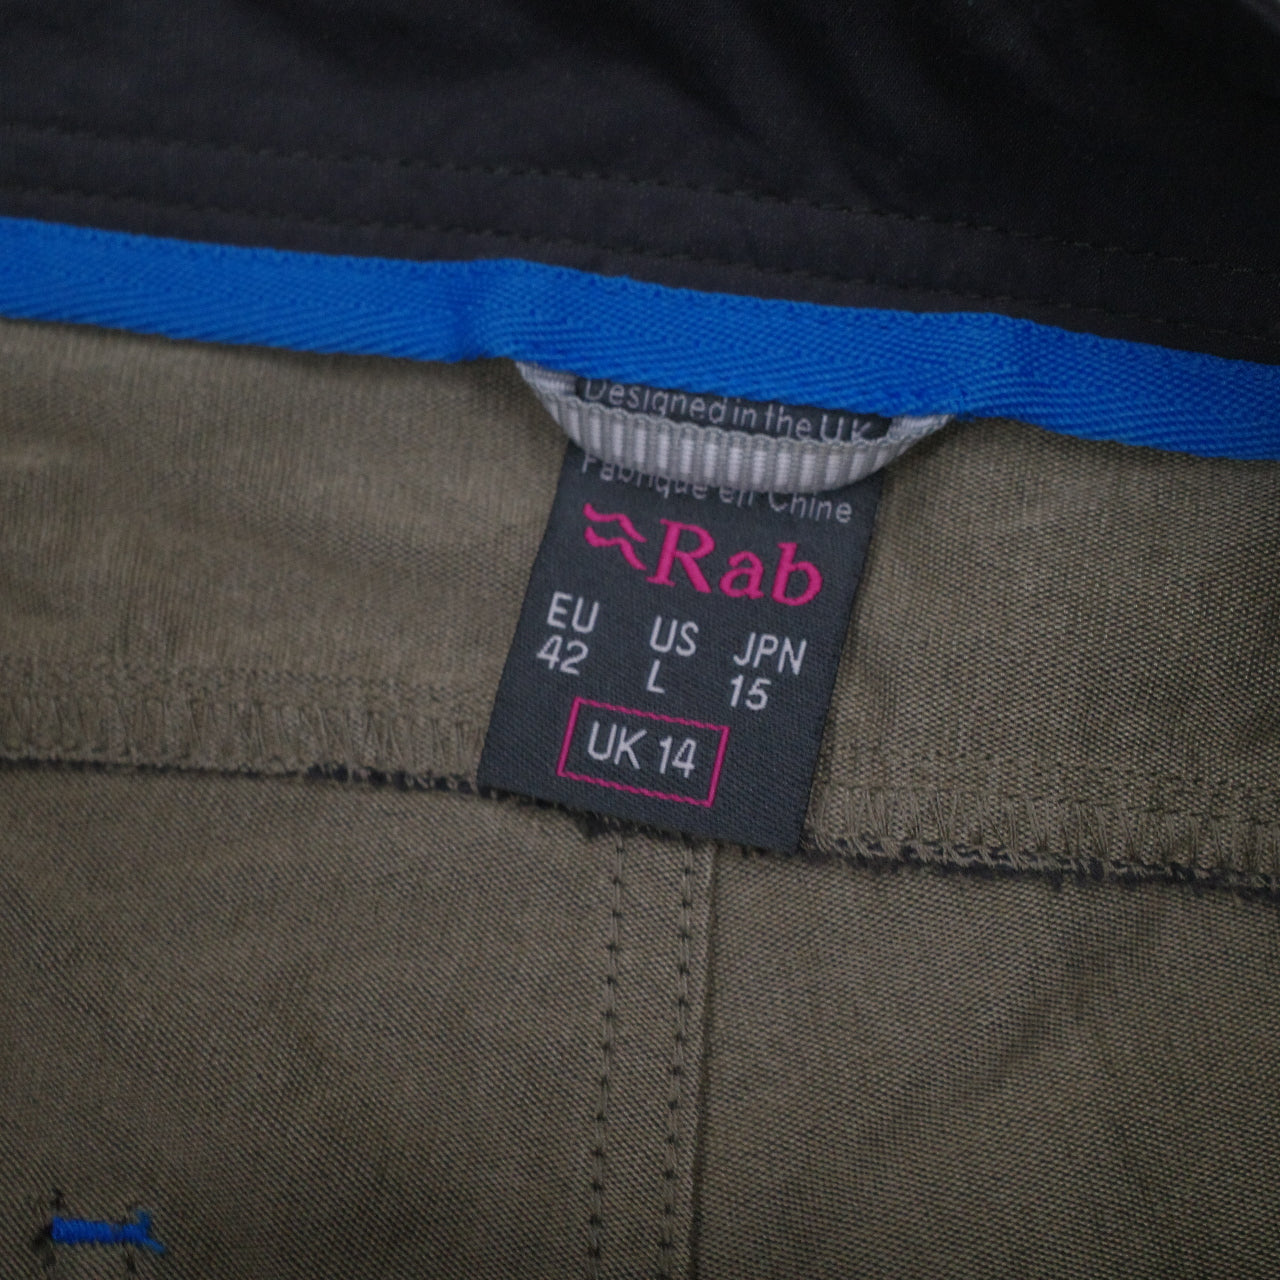 Designed in the UK
Fabrique en Chine
Rab
EU US JPN
42 L 15
UK 14